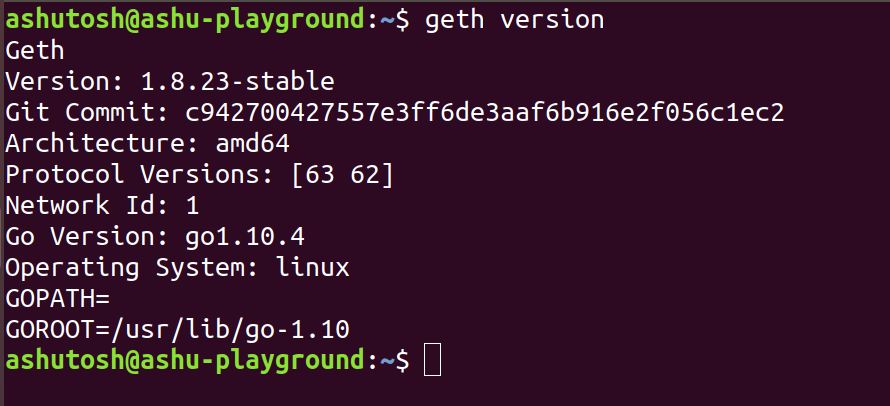 ashutosh@ashu-playground:~$ geth version
Geth
Version: 1.8.23-stable
Git Commit: c942700427557e3ff6de3aaf6b916e2f056c1ec2
Architecture: amd64
Protocol Versions: [63 62]
Network Id: 1
Go Version: go1.10.4
Operating System: linux
GOPATH=
GOROOT=/usr/lib/go-1.10
ashutosh@ashu-playground:~$